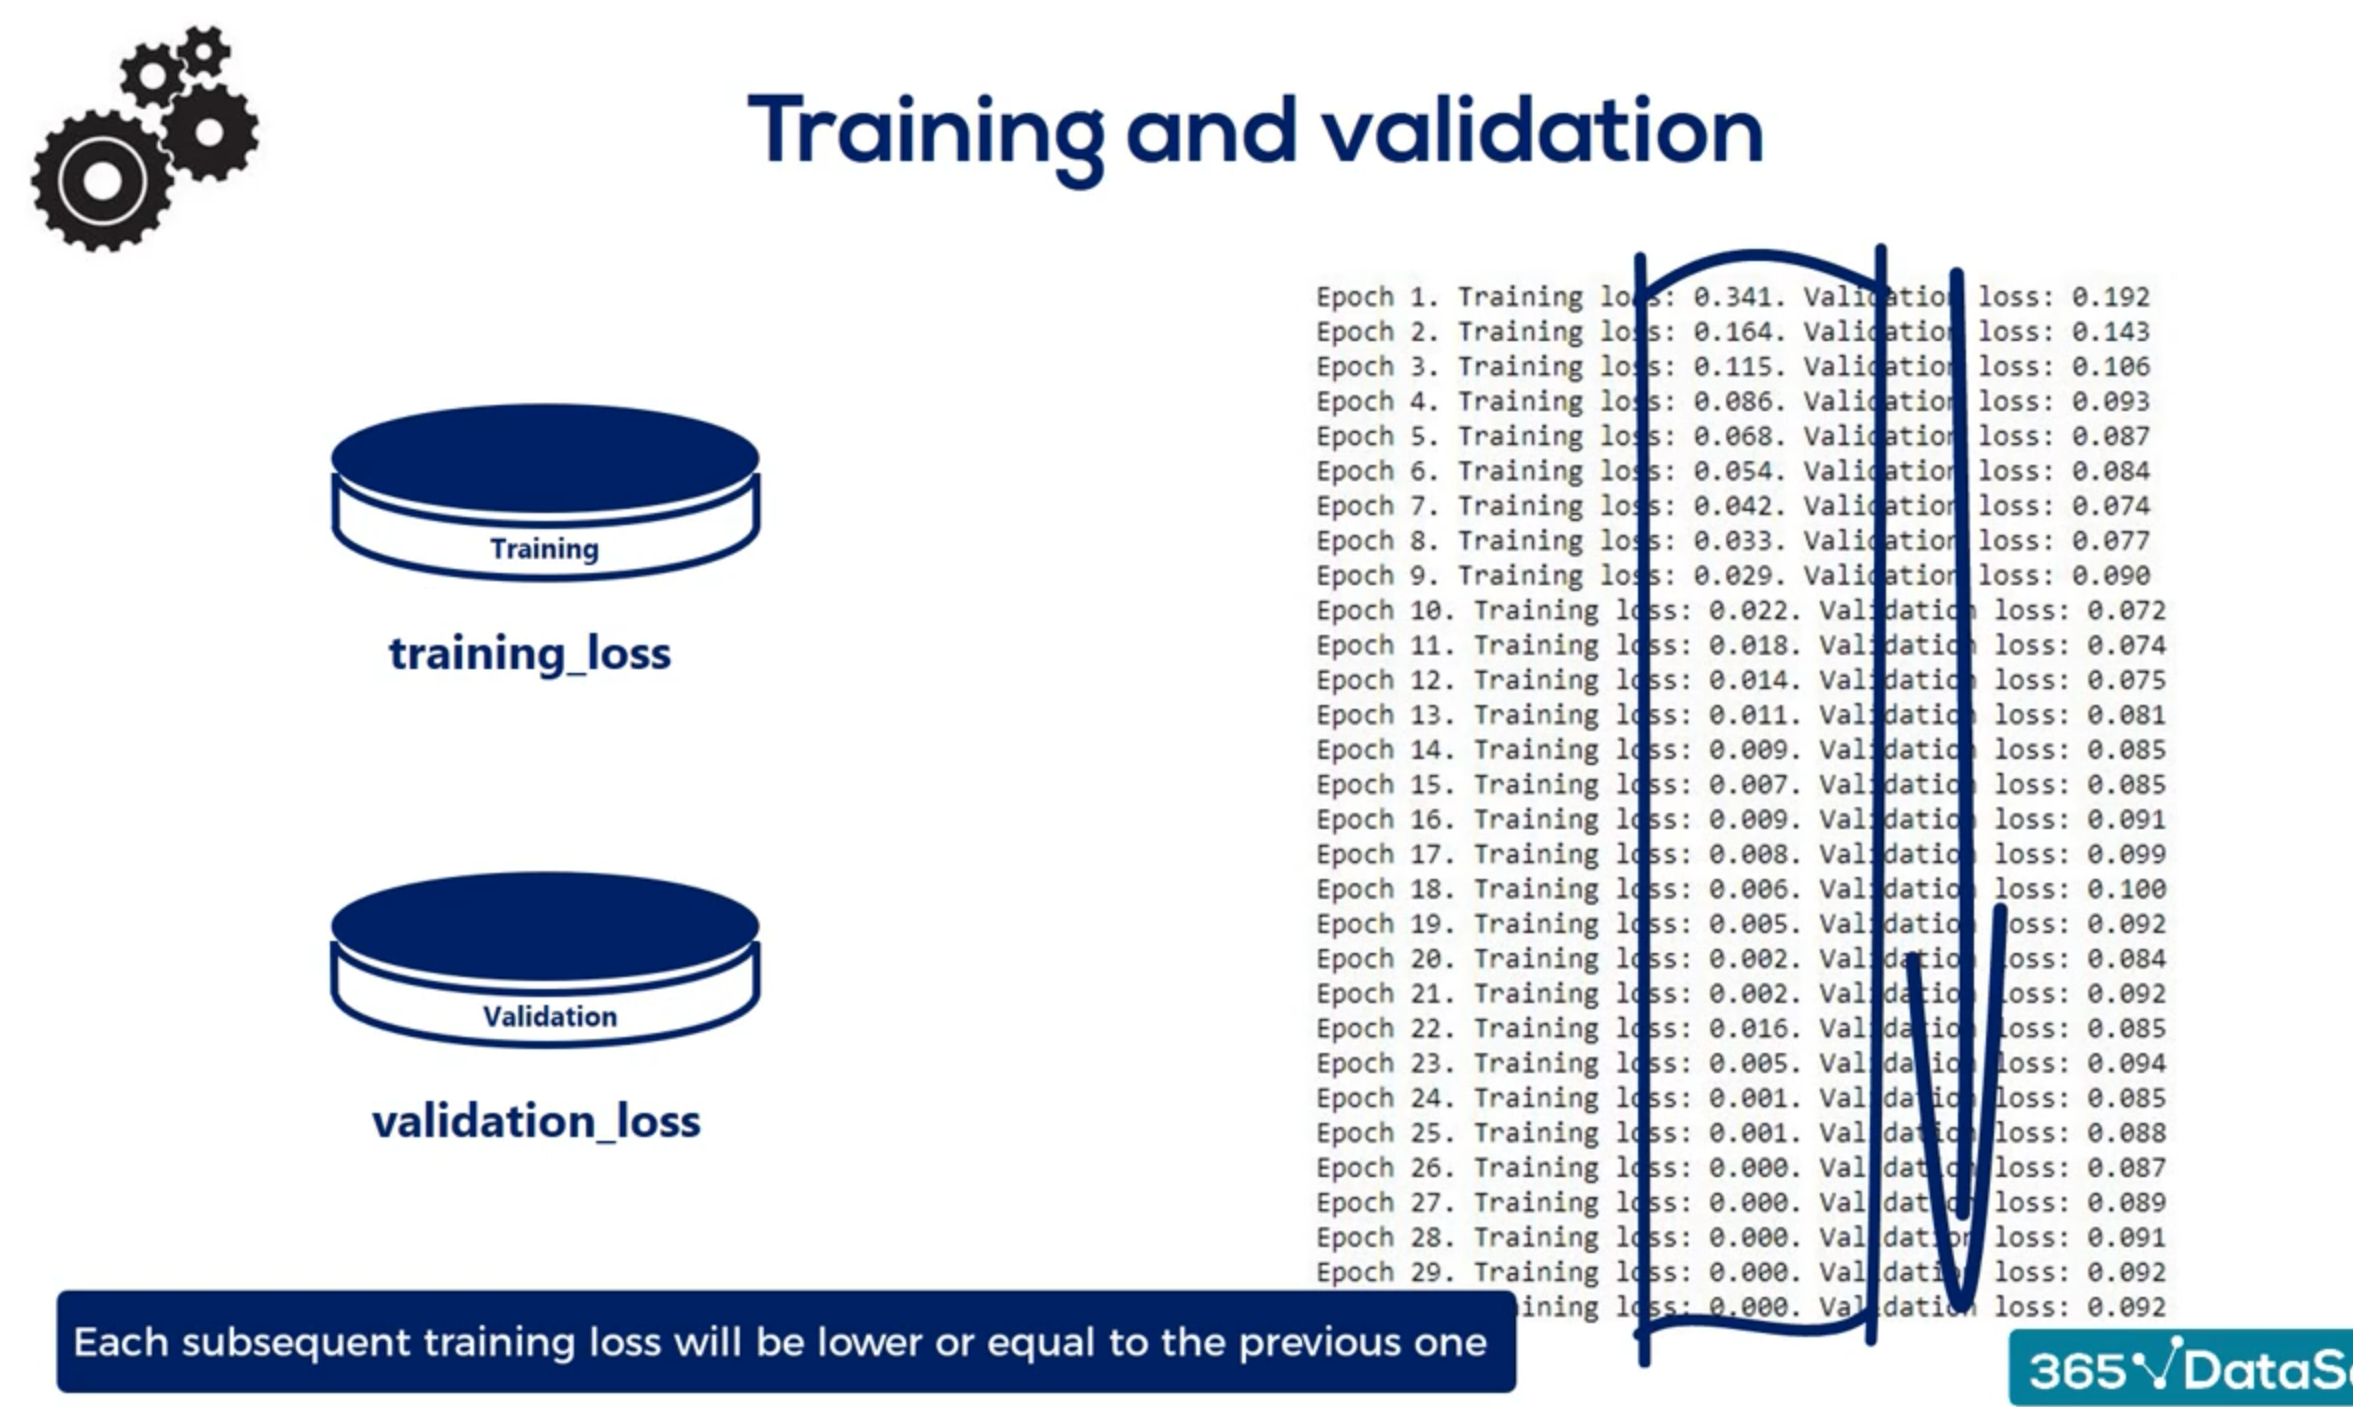 Training and validation
Training
training_loss
Validation
validation_loss
Epoch 1. Training loss: 0.341. Validation loss: 0.192
Epoch 2. Training loss: 0.164. Validation loss: 0.143
Epoch 3. Training loss: 0.115. Validation loss: 0.106
Epoch 4. Training loss: 0.086. Validation loss: 0.093
Epoch 5. Training loss: 0.068. Validation loss: 0.087
Epoch 6. Training loss: 0.054. Validation loss: 0.084
Epoch 7. Training loss: 0.042. Validation loss: 0.074
Epoch 8. Training loss: 0.033. Validation loss: 0.077
Epoch 9. Training loss: 0.029. Validation loss: 0.090
Epoch 10. Training loss: 0.022. Validation loss: 0.072
Epoch 11. Training loss: 0.018. Validation loss: 0.074
Epoch 12. Training loss: 0.014. Validation loss: 0.075
Epoch 13. Training loss: 0.011. Validation loss: 0.081
Epoch 14. Training loss: 0.009. Validation loss: 0.085
Epoch 15. Training loss: 0.007. Validation loss: 0.085
Epoch 16. Training loss: 0.009. Validation loss: 0.091
Epoch 17. Training loss: 0.008. Validation loss: 0.099
Epoch 18. Training loss: 0.006. Validation loss: 0.100
Epoch 19. Training loss: 0.005. Validation loss: 0.092
Epoch 20. Training loss: 0.002. Validation loss: 0.084
Epoch 21. Training loss: 0.002. Validation loss: 0.092
Epoch 22. Training loss: 0.016. Validation loss: 0.085
Epoch 23. Training loss: 0.005. Validation loss: 0.094
Epoch 24. Training loss: 0.001. Validation loss: 0.085
Epoch 25. Training loss: 0.001. Validation loss: 0.088
Epoch 26. Training loss: 0.000. Validation loss: 0.087
Epoch 27. Training loss: 0.000. Validation loss: 0.089
Epoch 28. Training loss: 0.000. Validation loss: 0.091
Epoch 29. Training loss: 0.000. Validation loss: 0.092
ining loss: 0.000. Validation loss: 0.092
Each subsequent training loss will be lower or equal to the previous one
365 DataS